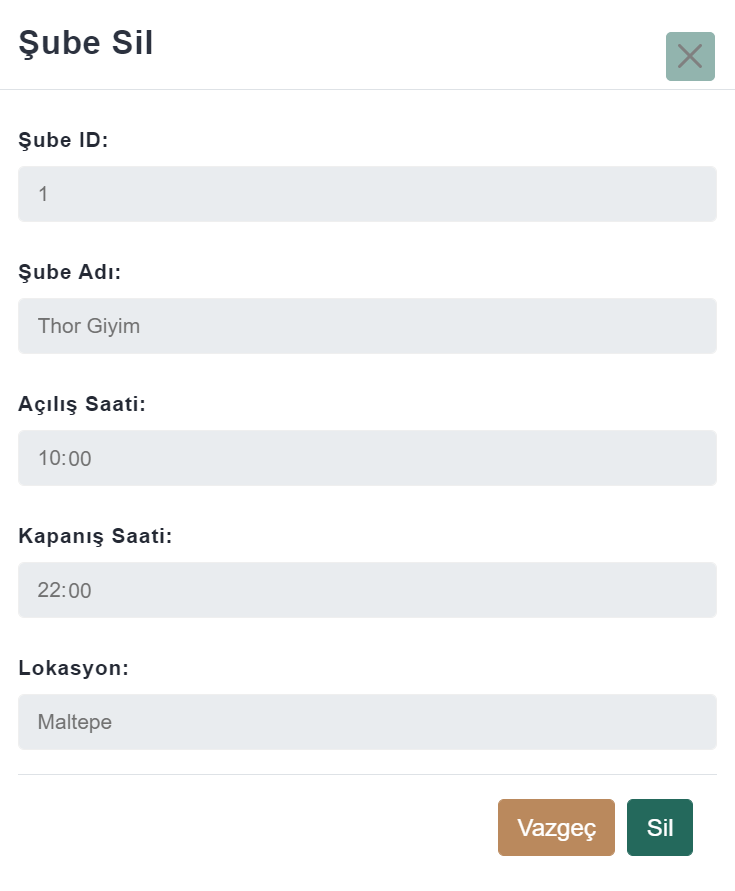 Şube Sil
Şube ID:
1
Şube Adı:
Thor Giyim
Açılış Saati:
10:00
Kapanış Saati:
22:00
Lokasyon:
Maltepe
Vazgeç Sil